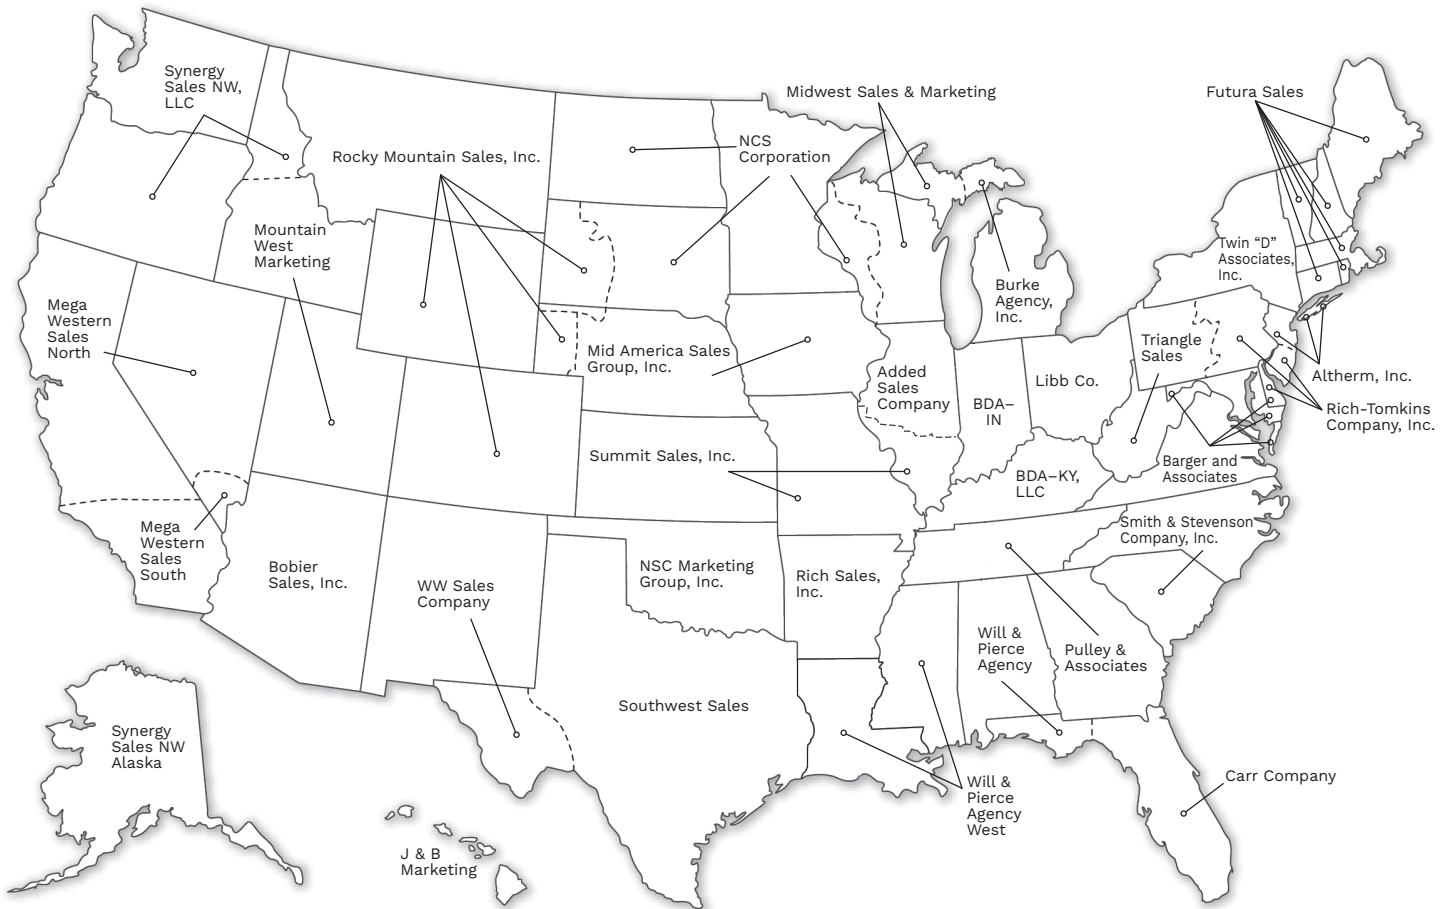 Synergy
Sales NW,
LLC
Rocky Mountain Sales, Inc.
NCS
Corporation
Midwest Sales & Marketing
Futura Sales
Mountain
West
Marketing
Twin “D”
Associates,
Inc.
Burke
Agency,
Inc.
Mega
Western
Sales
North
Mid America Sales
Group, Inc.
Added
Sales
Company
BDA–
IN
Libb Co.
Triangle
Sales
Altherm, Inc.
Rich-Tomkins
Company, Inc.
Summit Sales, Inc.
BDA–KY,
LLC
Barger and
Associates
Mega
Western
Sales
South
Bobier
Sales, Inc.
WW Sales
Company
NSC Marketing
Group, Inc.
Rich Sales,
Inc.
Smith & Stevenson
Company, Inc.
Will &
Pierce
Agency
Pulley &
Associates
Southwest Sales
Synergy
Sales NW
Alaska
J & B
Marketing
Will &
Pierce
Agency
West
Carr Company